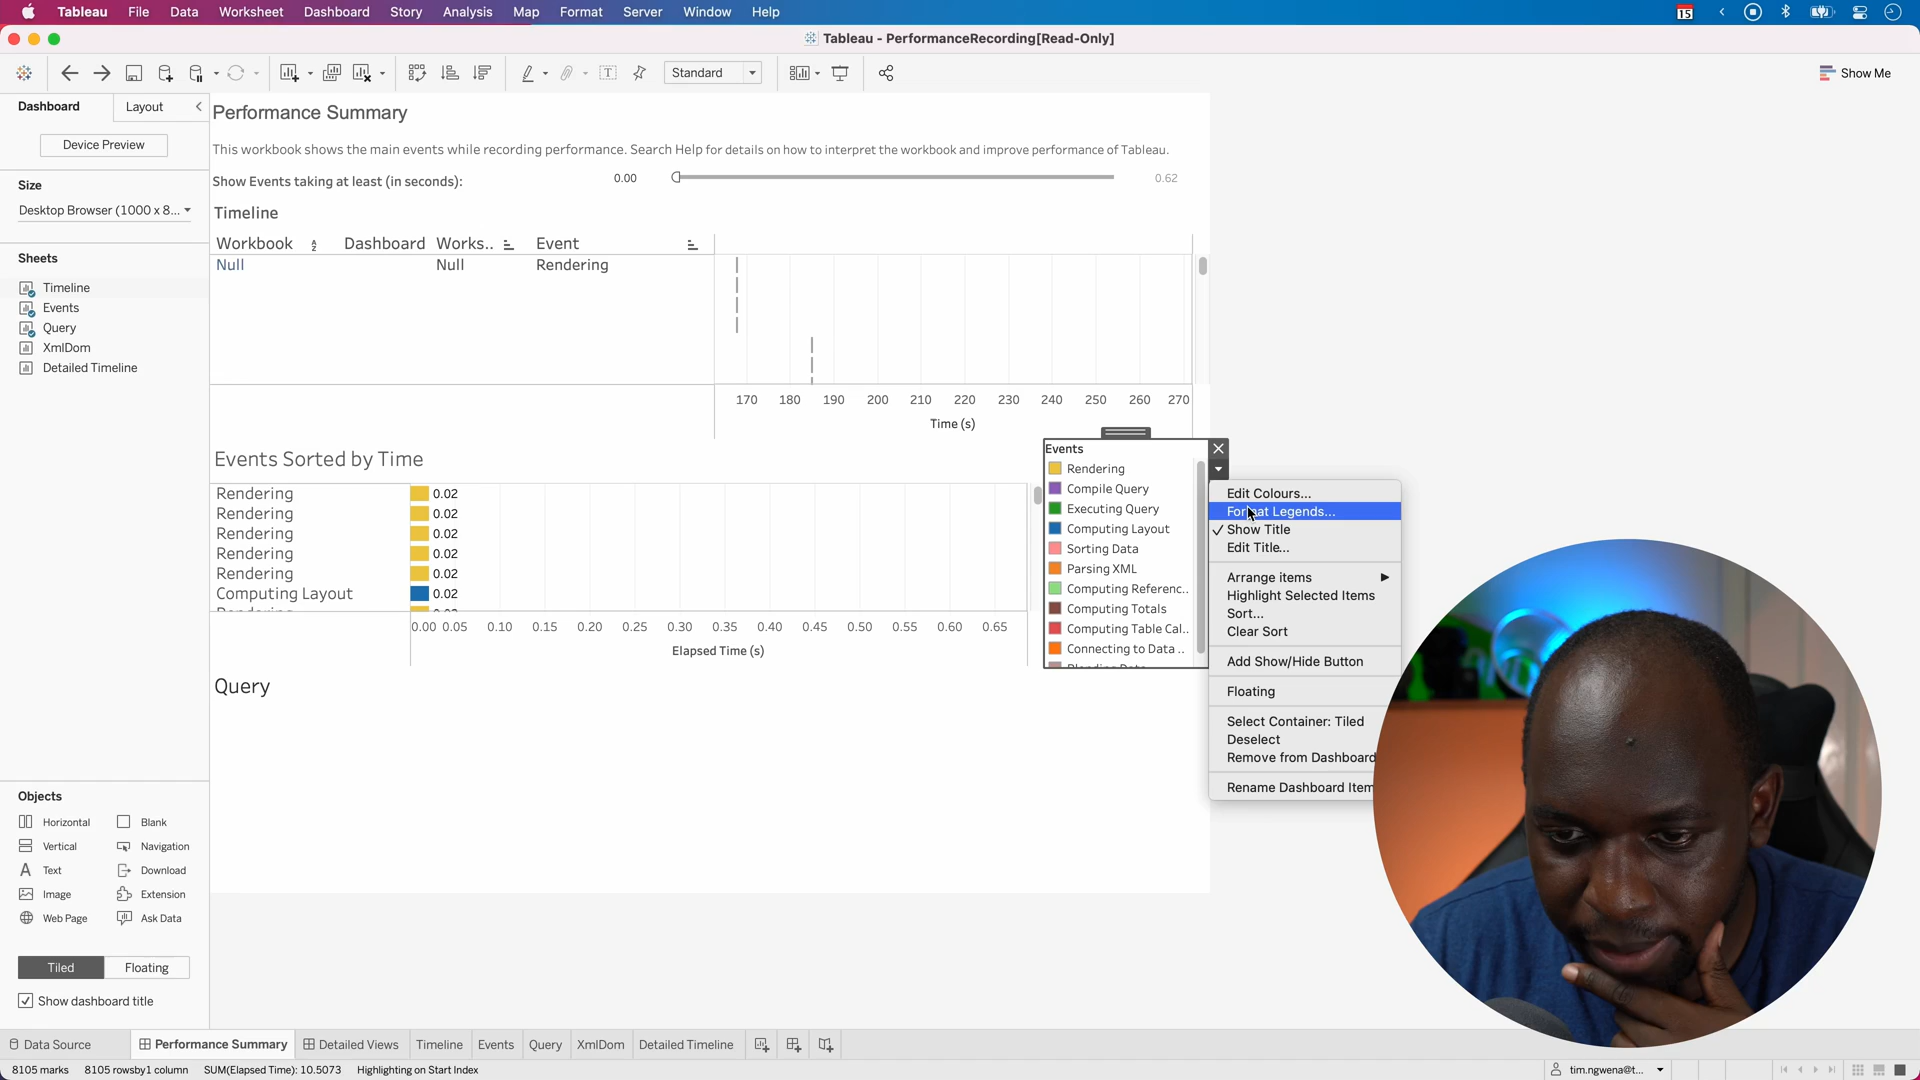 Tableau File Data Worksheet Dashboard Story Analysis Map Format Server Window Help
15
Tableau - PerformanceRecording[Read-Only]
Standard
Show Me
Dashboard Layout
Device Preview
Size
Desktop Browser (1000 x 8...
Sheets
Timeline
Events
Query
XmlDom
Detailed Timeline
Objects
Horizontal Blank
Vertical Navigation
Text Download
Image Extension
Web Page Ask Data
Tiled Floating
Show dashboard title
Performance Summary
This workbook shows the main events while recording performance. Search Help for details on how to interpret the workbook and improve performance of Tableau.
Show Events taking at least (in seconds): 0.00 0.62
Timeline
Workbook Dashboard Works.. Event
Null Null Rendering
170 180 190 200 210 220 230 240 250 260 270
Time (s)
Events Sorted by Time
Rendering 0.02
Rendering 0.02
Rendering 0.02
Rendering 0.02
Rendering 0.02
Computing Layout 0.02
Rendering 0.02
0.00 0.05 0.10 0.15 0.20 0.25 0.30 0.35 0.40 0.45 0.50 0.55 0.60 0.65
Elapsed Time (s)
Query
Events
Rendering
Compile Query
Executing Query
Computing Layout
Sorting Data
Parsing XML
Computing Referenc..
Computing Totals
Computing Table Cal..
Connecting to Data ..
Blending Data
Edit Colours...
Format Legends...
Show Title
Edit Title...
Arrange items
Highlight Selected Items
Sort...
Clear Sort
Add Show/Hide Button
Floating
Select Container: Tiled
Deselect
Remove from Dashboard
Rename Dashboard Item
Data Source Performance Summary Detailed Views Timeline Events Query XmlDom Detailed Timeline
8105 marks 8105 rowsby1 column SUM(Elapsed Time): 10.5073 Highlighting on Start Index
tim.ngwena@t...